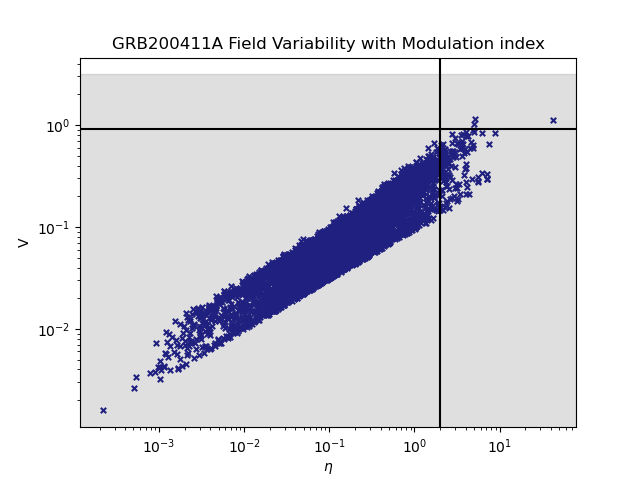 GRB200411A Field Variability with Modulation index
V
10⁰
10⁻¹
10⁻²
10⁻³
10⁻²
10⁻¹
10⁰
10¹
η